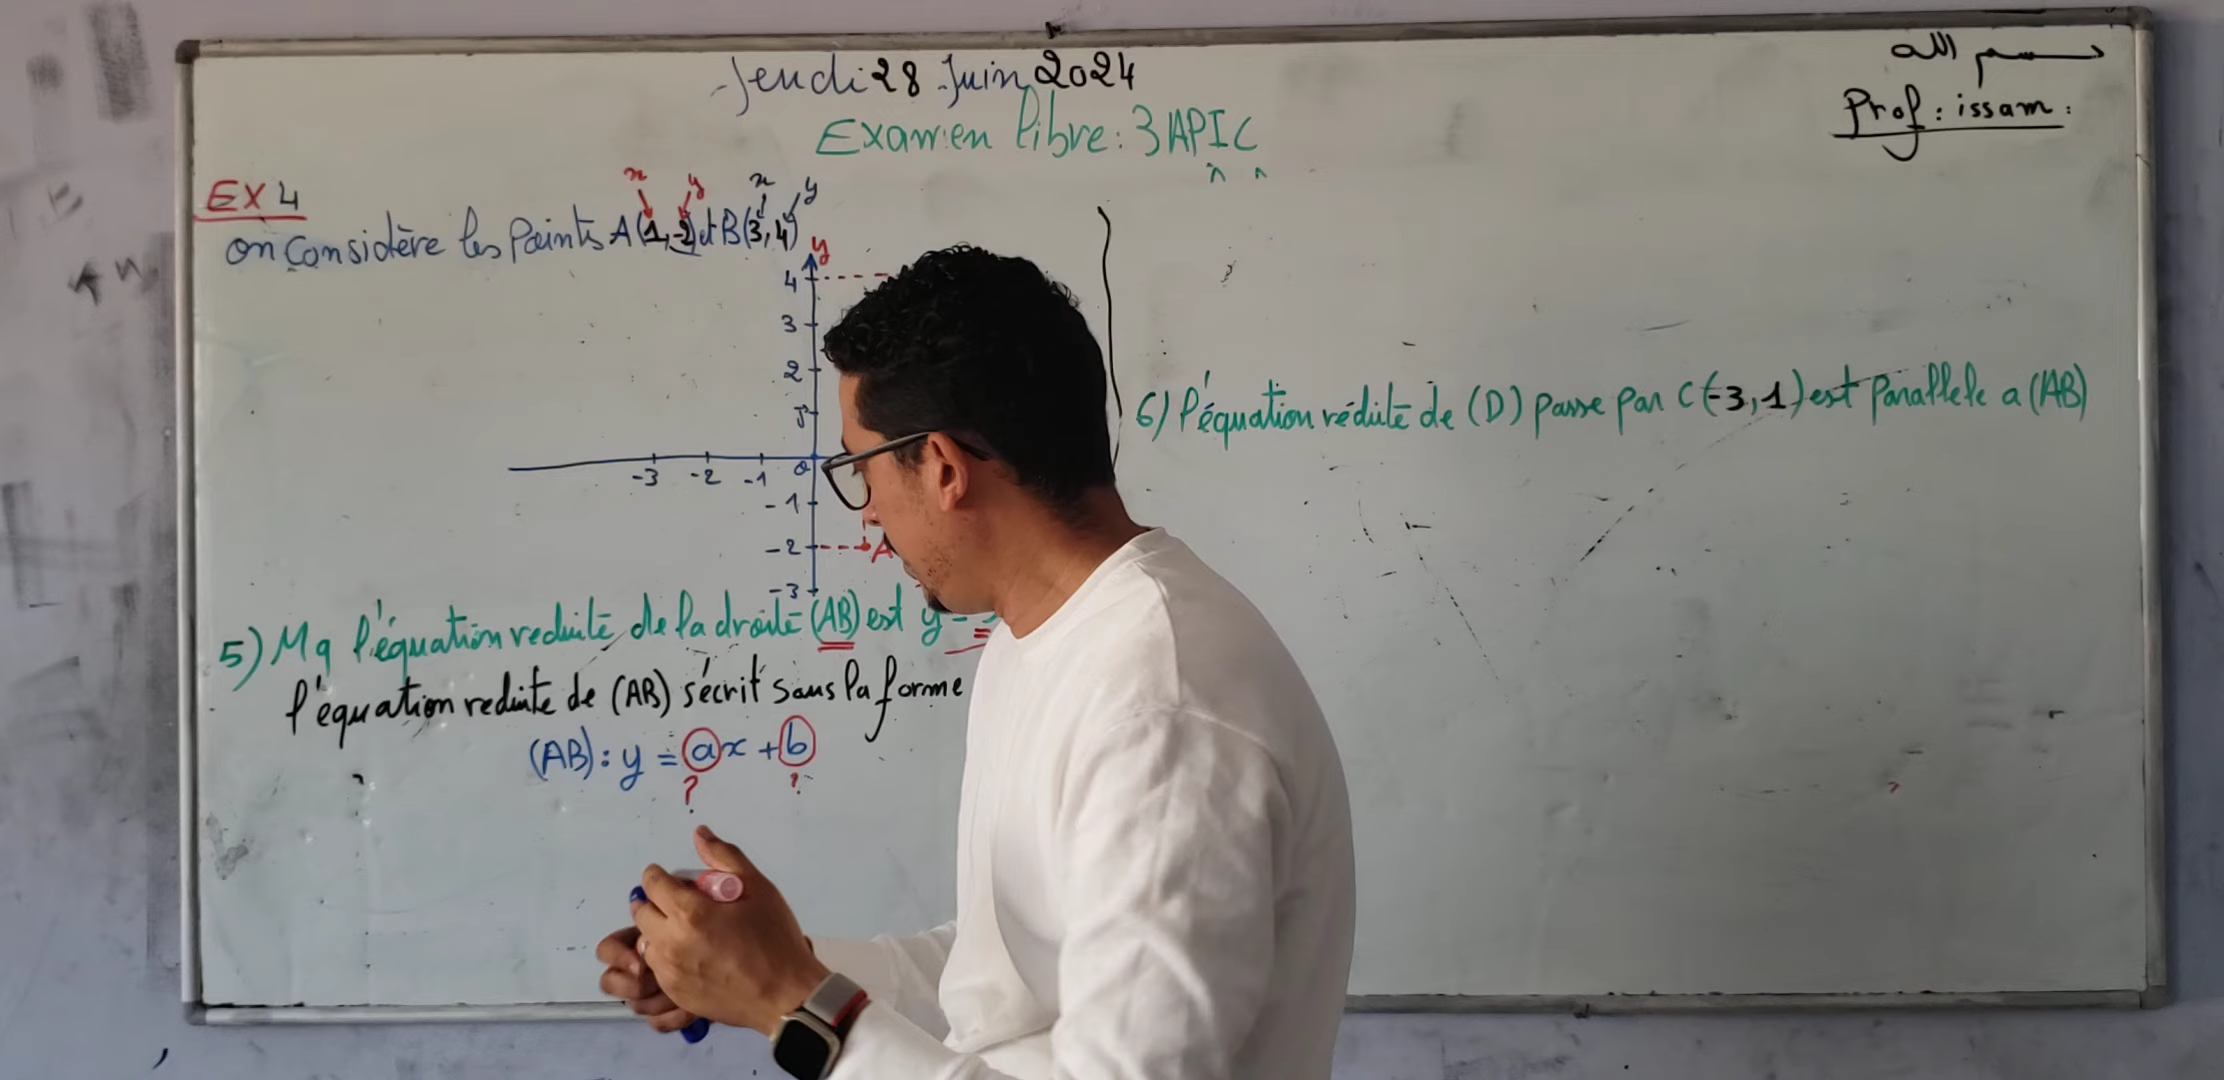 Jeudi 28 Juin 2024
بسم الله
Prof : issam :
Examen libre : 3APIC
EX 4
x y x y
on Considère les Points A(1,-2) et B(3,4)
y
4
3
2
-3 -2 -1 0
-1
-2 A
-3
5) Mq l'équation reduite de la droite (AB) est y =
l'équation reduite de (AB) s'écrit sous la forme
(AB) : y = ax + b
? ?
6) l'équation réduite de (D) passe par C(-3,1) est parallele a (AB)